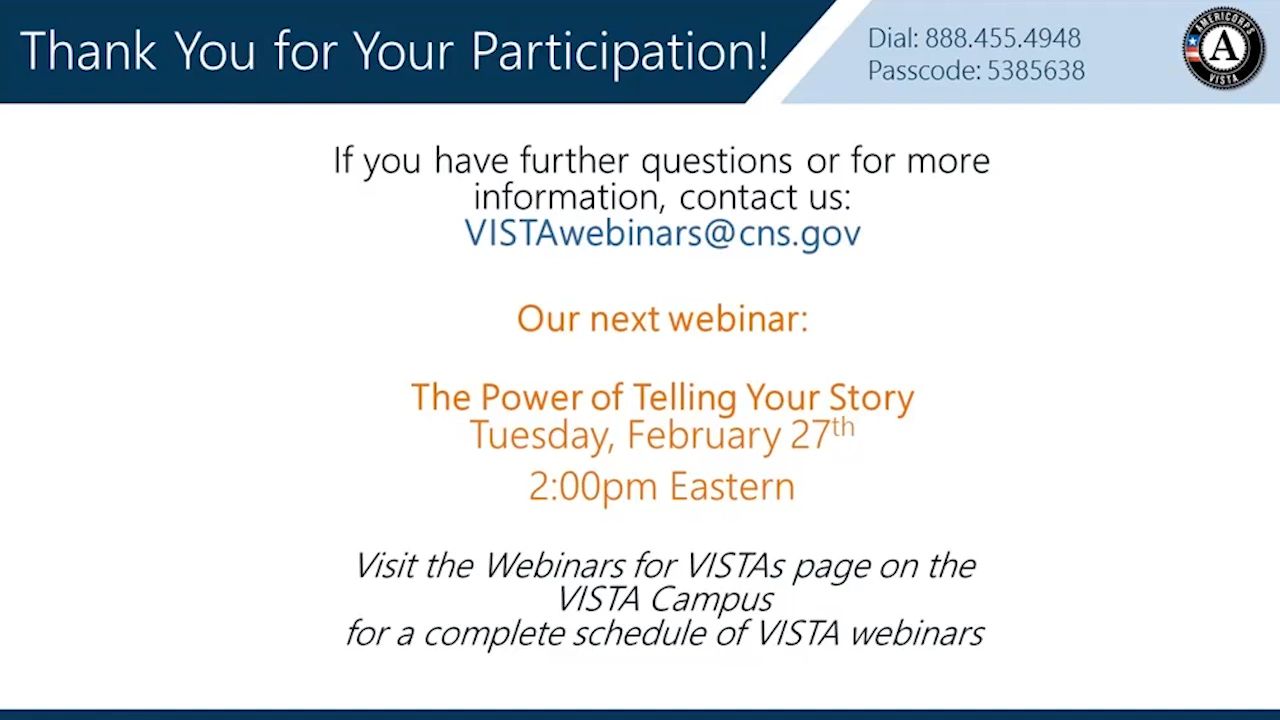 Thank You for Your Participation!
Dial: 888.455.4948
Passcode: 5385638
AMERICORPS
A
VISTA
If you have further questions or for more
information, contact us:
VISTAwebinars@cns.gov
Our next webinar:
The Power of Telling Your Story
Tuesday, February 27th
2:00pm Eastern
Visit the Webinars for VISTAs page on the
VISTA Campus
for a complete schedule of VISTA webinars